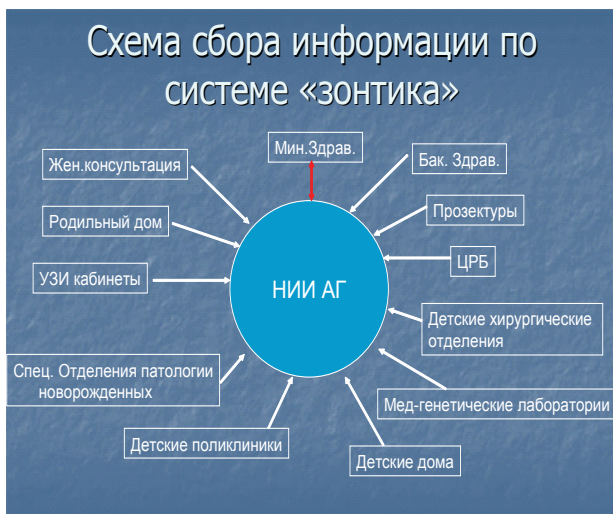 Схема сбора информации по
системе «зонтика»
Мин.Здрав.
Жен.консультация
Бак. Здрав.
Родильный дом
Прозектуры
УЗИ кабинеты
ЦРБ
НИИ АГ
Детские хирургические
отделения
Спец. Отделения патологии
новорожденных
Мед-генетические лаборатории
Детские поликлиники
Детские дома